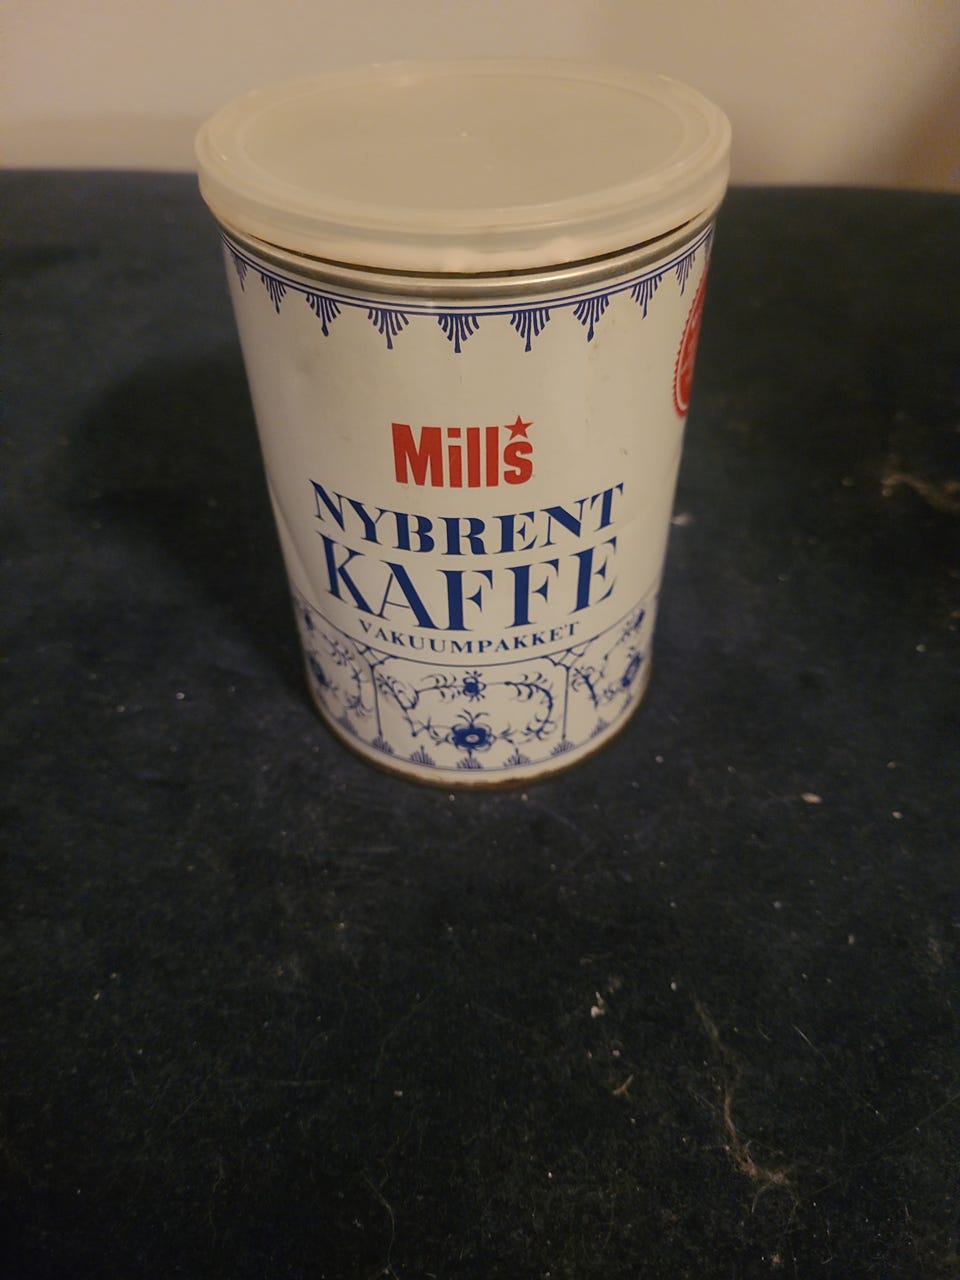 Mills
NYBRENT
KAFFE
VAKUUMPAKKET